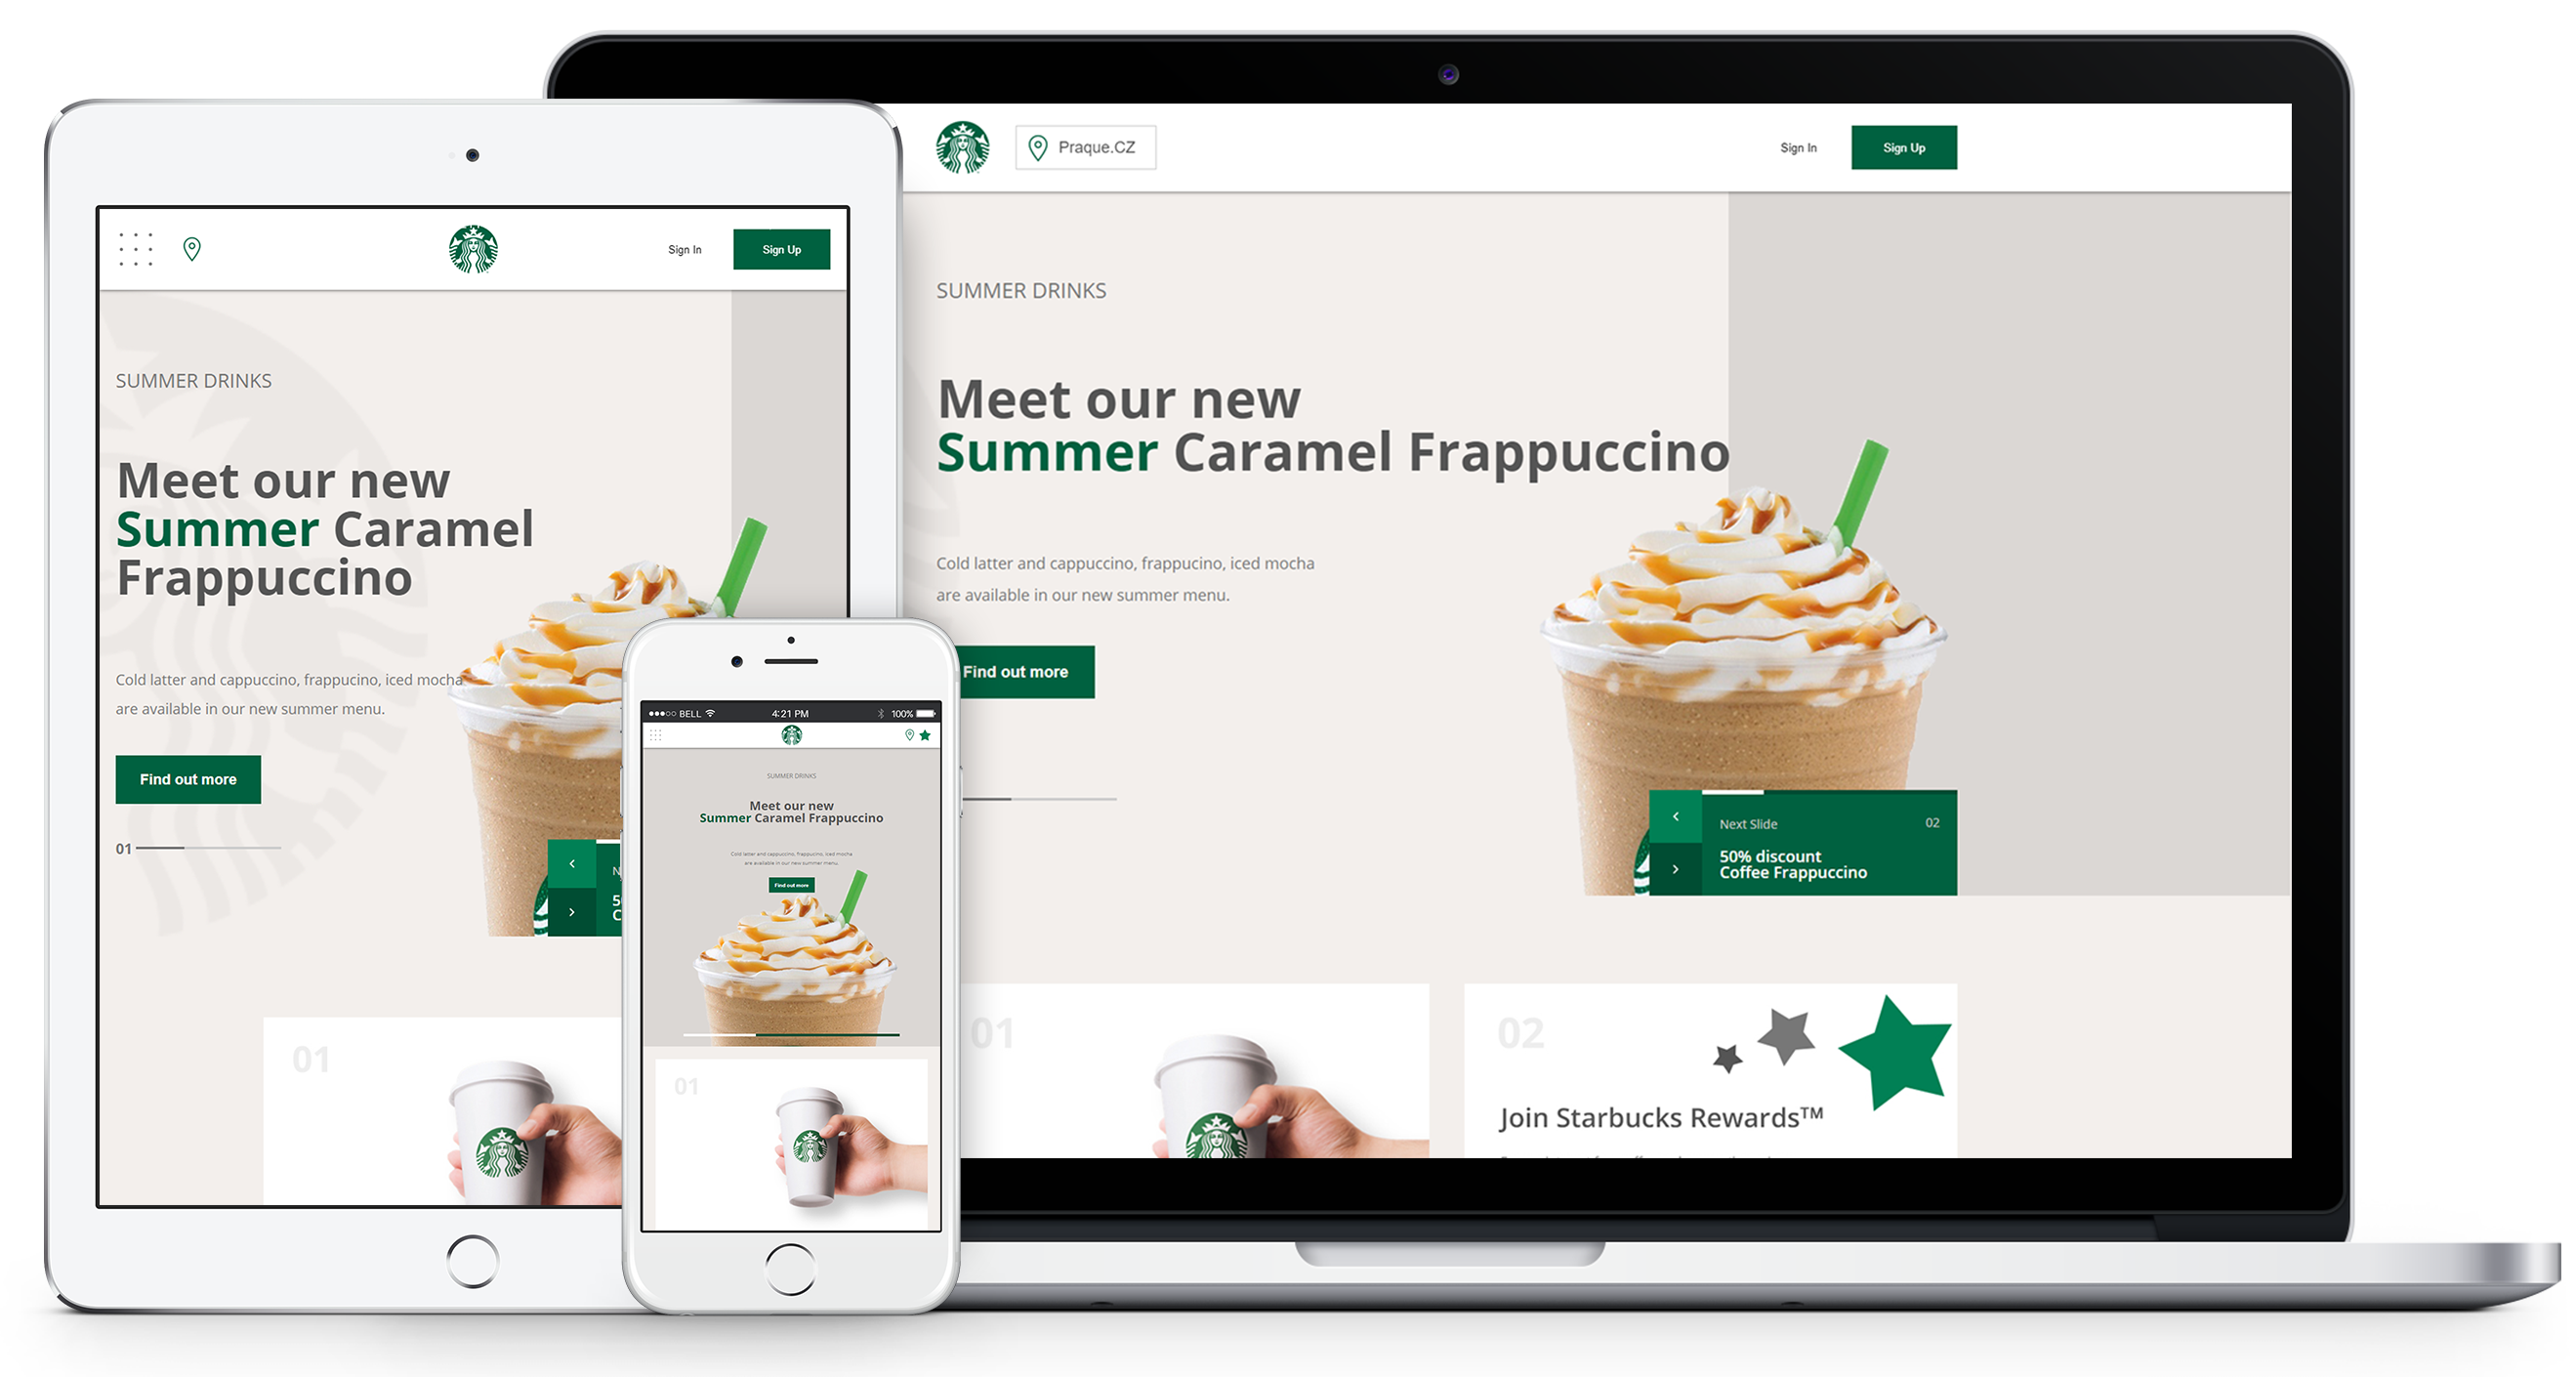 Sign In
Sign Up
SUMMER DRINKS
Meet our new
Summer Caramel
Frappuccino
Cold latter and cappuccino, frappucino, iced mocha
are available in our new summer menu.
Find out more
01
01
●●●○○ BELL
4:21 PM
100%
SUMMER DRINKS
Meet our new
Summer Caramel Frappuccino
Cold latter and cappuccino, frappucino, iced mocha
are available in our new summer menu.
Find out more
01
Praque.CZ
Sign In
Sign Up
SUMMER DRINKS
Meet our new
Summer Caramel Frappuccino
Cold latter and cappuccino, frappucino, iced mocha
are available in our new summer menu.
Find out more
Next Slide
02
50% discount
Coffee Frappuccino
01
02
Join Starbucks Rewards™